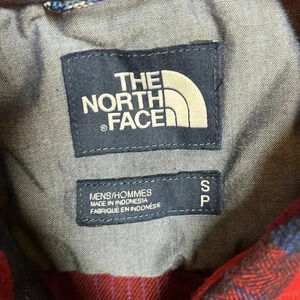 THE
NORTH
®FACE
MENS/HOMMES
MADE IN INDONESIA
FABRIQUÉ EN INDONÉSIE
S
P